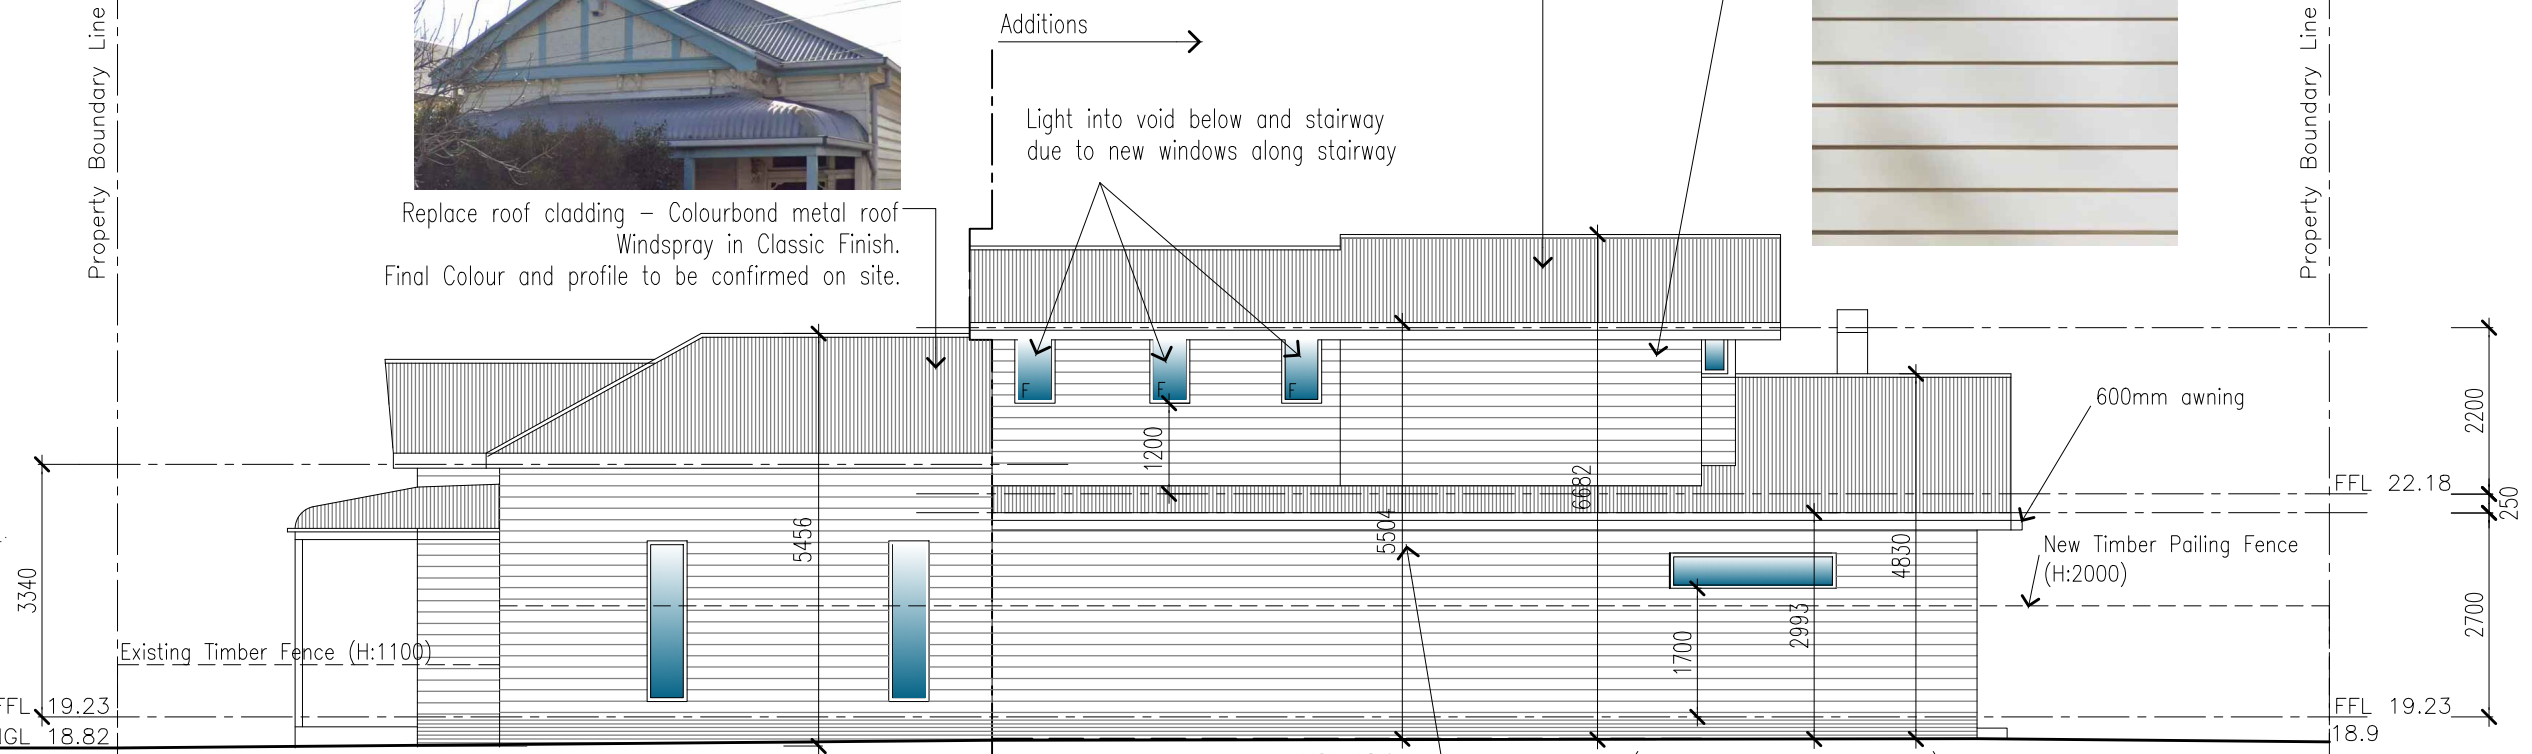 Property Boundary Line
Additions
Property Boundary Line
Light into void below and stairway
due to new windows along stairway
Replace roof cladding - Colourbond metal roof
Windspray in Classic Finish.
Final Colour and profile to be confirmed on site.
F
F
F
600mm awning
2200
1200
6682
FFL 22.18
250
5456
5504
4830
New Timber Pailing Fence
(H:2000)
3340
1700
2993
2700
Existing Timber Fence (H:1100)
FFL 19.23
FFL 19.23
NGL 18.82
18.9